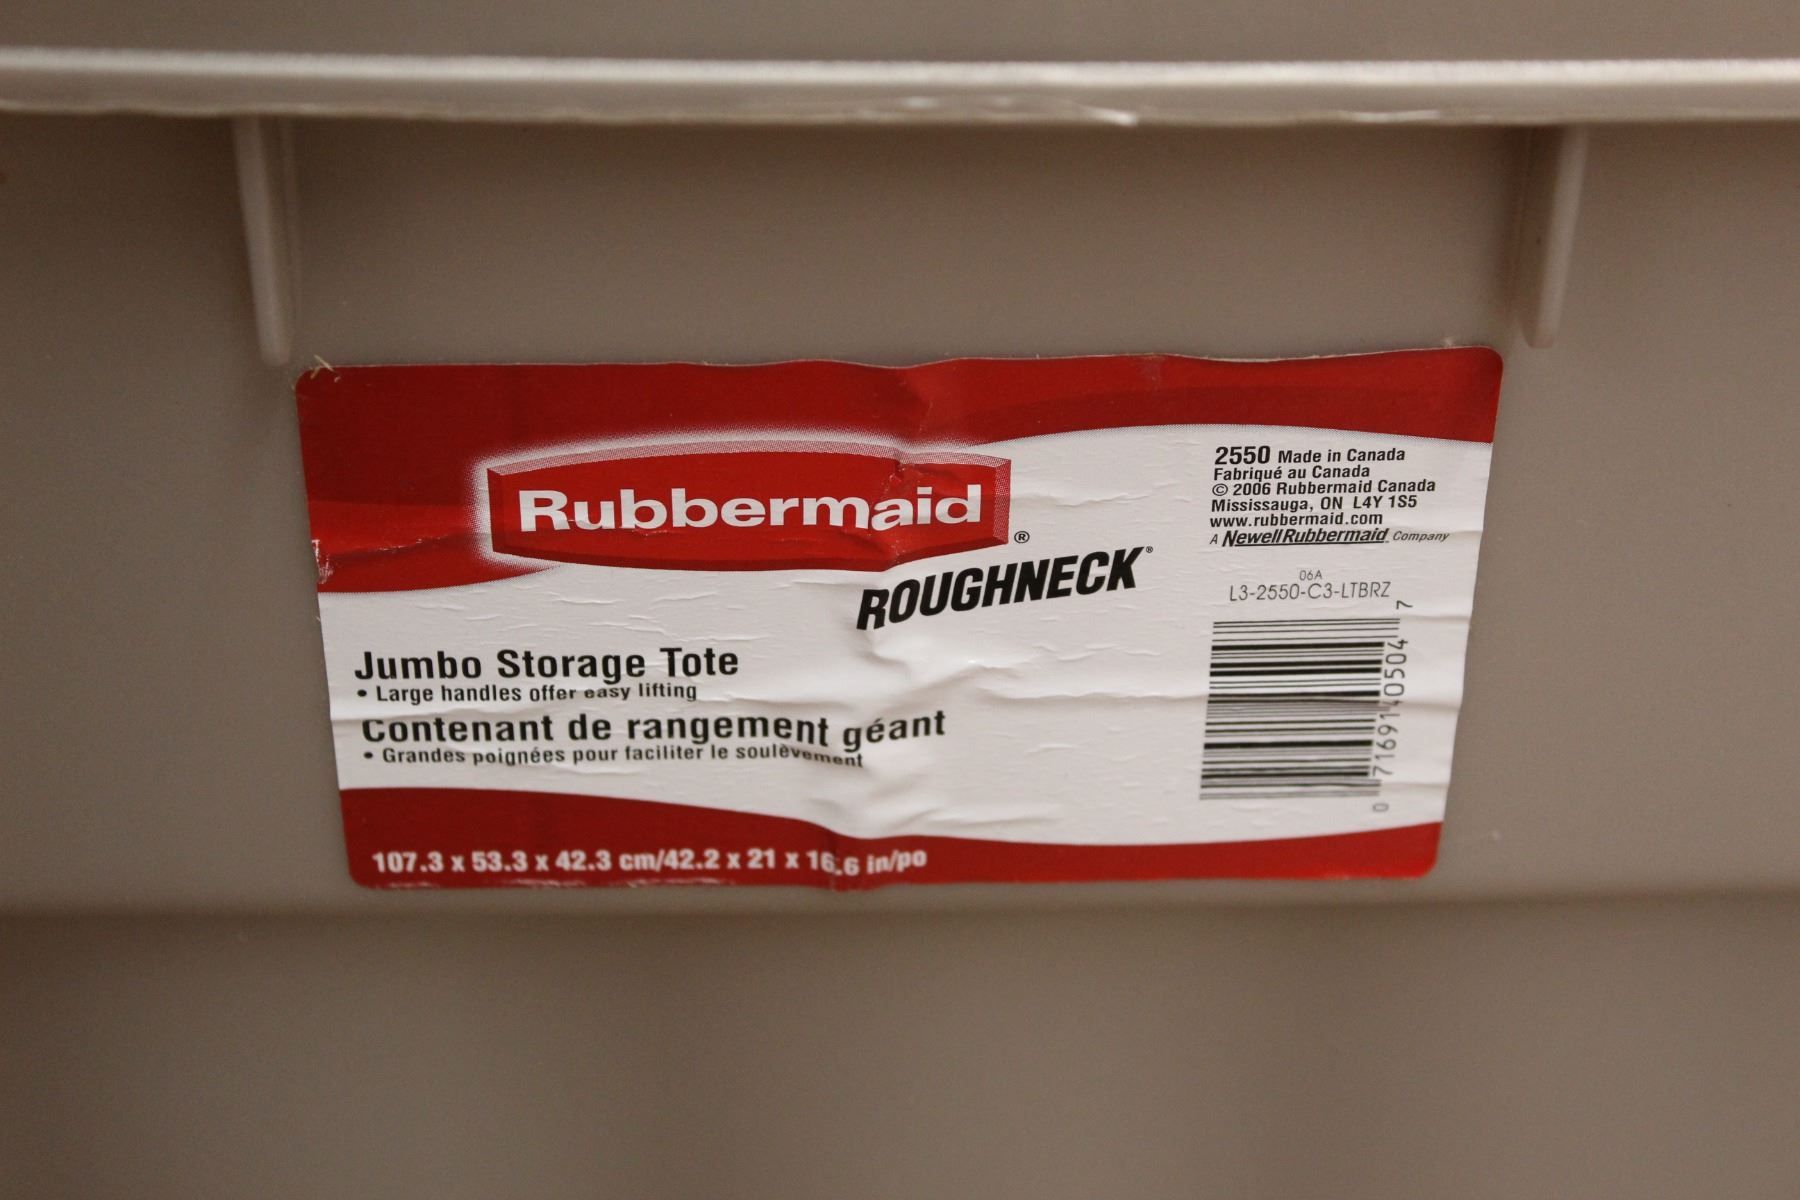 Rubbermaid®
ROUGHNECK®
Jumbo Storage Tote
• Large handles offer easy lifting
Contenant de rangement géant
• Grandes poignées pour faciliter le soulèvement
107.3 x 53.3 x 42.3 cm/42.2 x 21 x 16.6 in/po
2550 Made in Canada
Fabriqué au Canada
© 2006 Rubbermaid Canada
Mississauga, ON L4Y 1S5
www.rubbermaid.com
A Newell Rubbermaid Company
06A
L3-2550-C3-LTBRZ
0 71691 40504 7